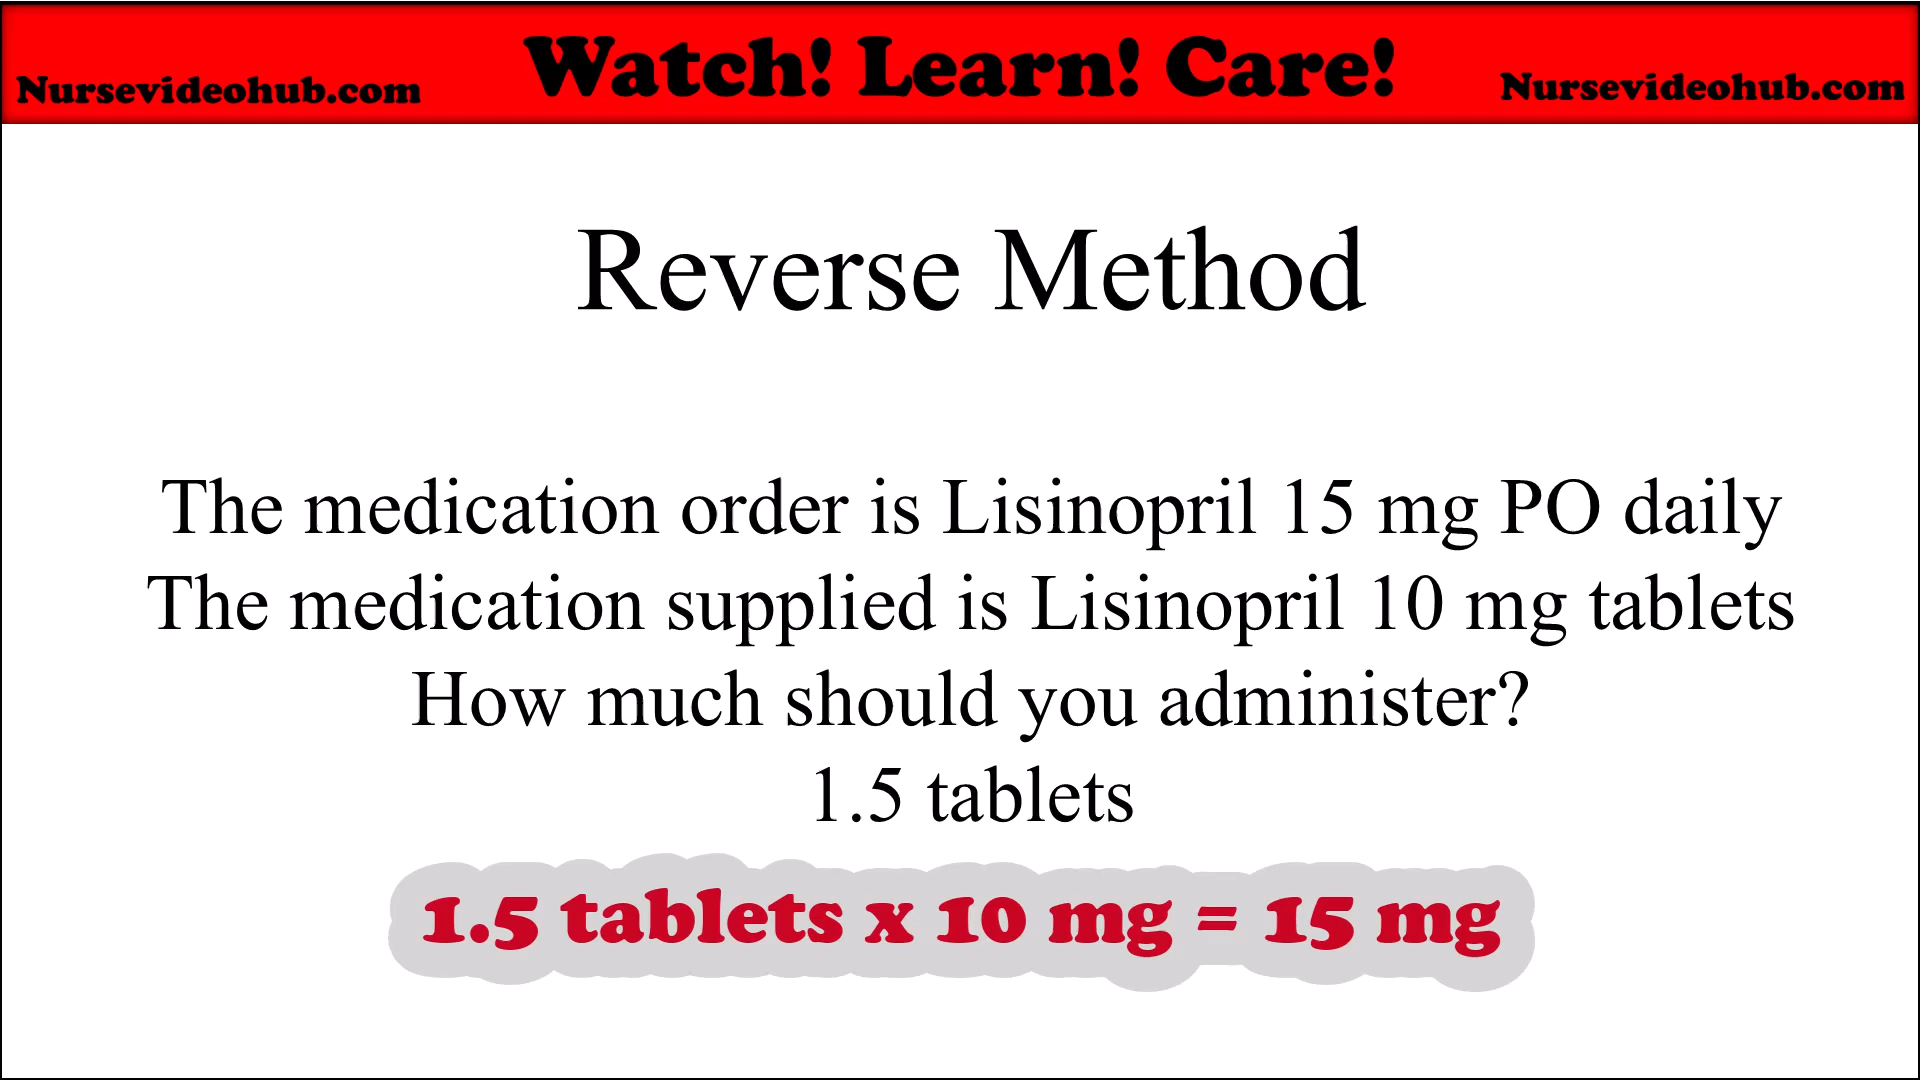 Nursevideohub.com
Watch! Learn! Care!
Nursevideohub.com
Reverse Method
The medication order is Lisinopril 15 mg PO daily
The medication supplied is Lisinopril 10 mg tablets
How much should you administer?
1.5 tablets
1.5 tablets x 10 mg = 15 mg